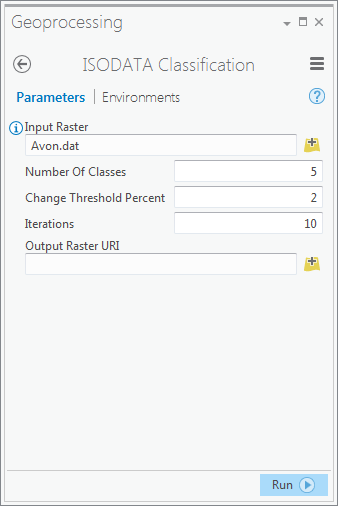 Geoprocessing
ISODATA Classification
Parameters | Environments
Input Raster
Avon.dat
Number Of Classes 5
Change Threshold Percent 2
Iterations 10
Output Raster URI
Run